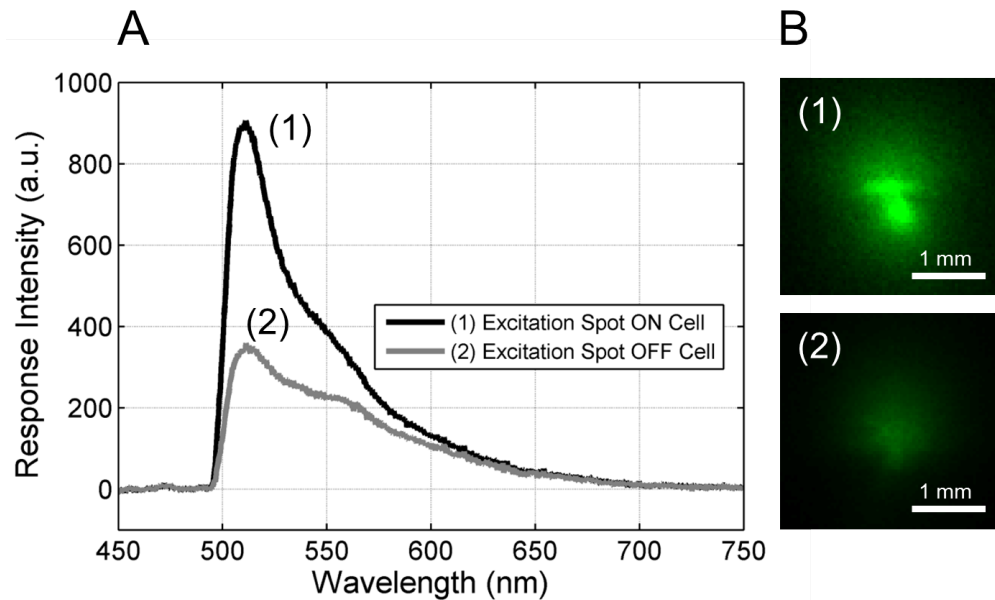 A
B
1000
800
600
400
200
0
Response Intensity (a.u.)
(1)
(2)
(1) Excitation Spot ON Cell
(2) Excitation Spot OFF Cell
450 500 550 600 650 700 750
Wavelength (nm)
(1)
1 mm
(2)
1 mm